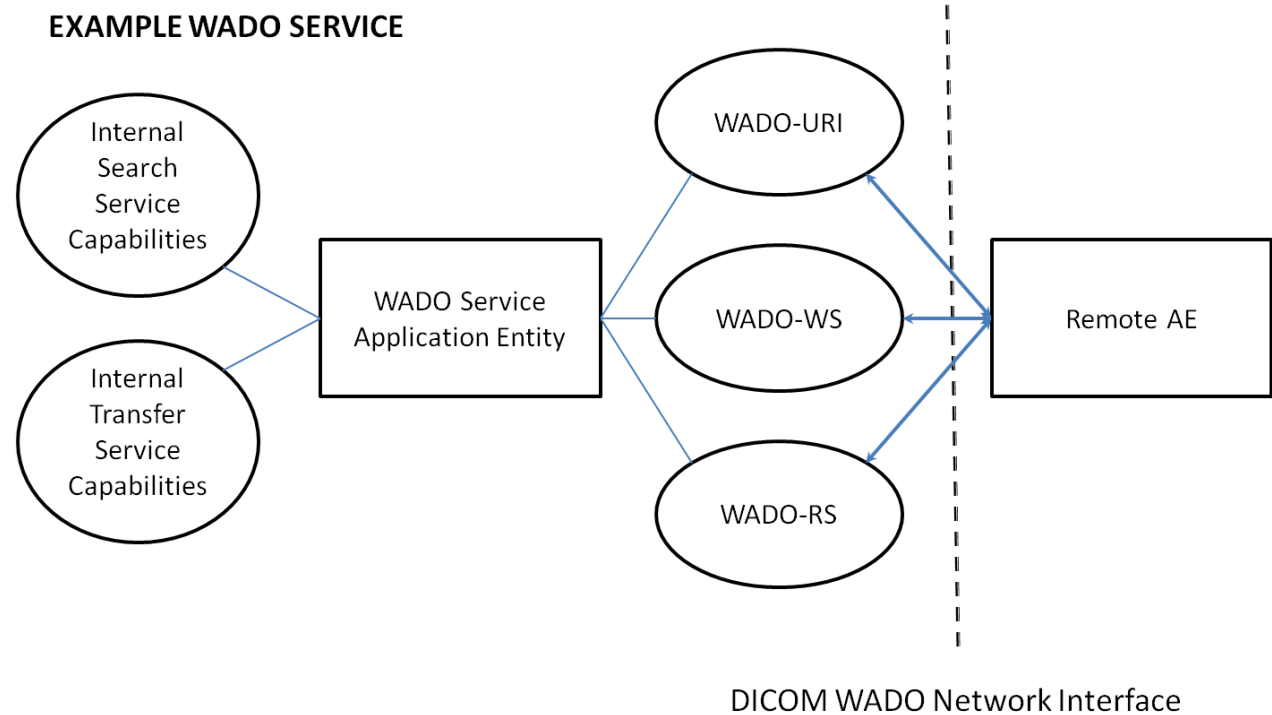 EXAMPLE WADO SERVICE
Internal
Search
Service
Capabilities
Internal
Transfer
Service
Capabilities
WADO Service
Application Entity
WADO-URI
WADO-WS
WADO-RS
Remote AE
DICOM WADO Network Interface